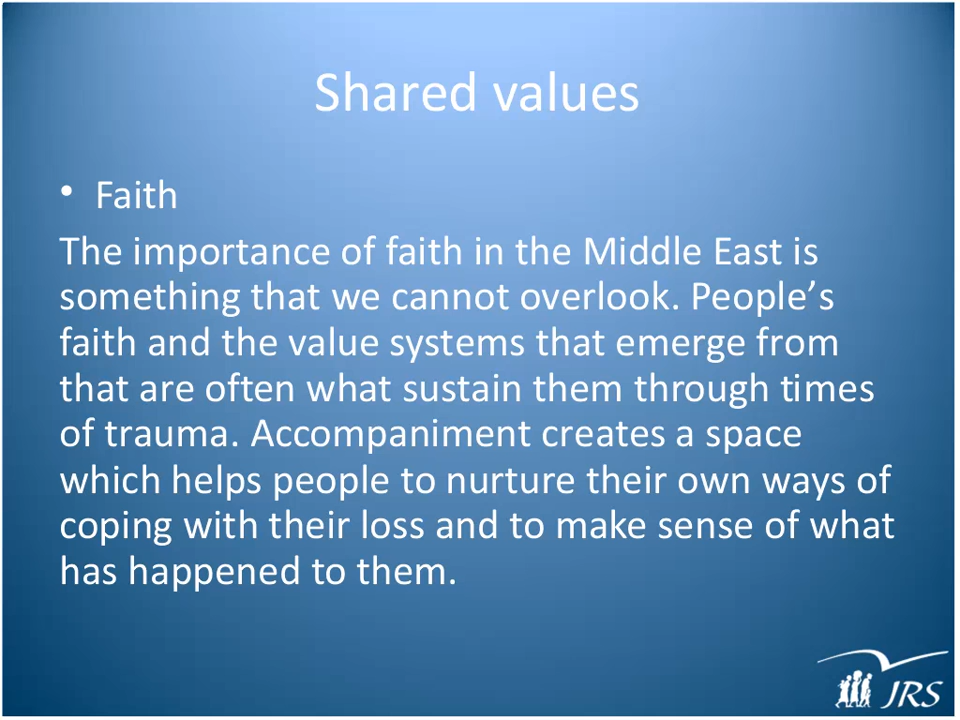 Shared values
• Faith
The importance of faith in the Middle East is
something that we cannot overlook. People’s
faith and the value systems that emerge from
that are often what sustain them through times
of trauma. Accompaniment creates a space
which helps people to nurture their own ways of
coping with their loss and to make sense of what
has happened to them.
JRS